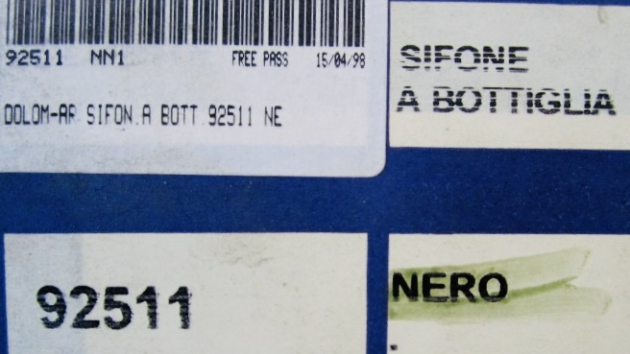 92511 NN1 FREE PASS 15/04/98
DOLOM-AR SIFON.A BOTT.92511 NE
SIFONE
A BOTTIGLIA
92511
NERO